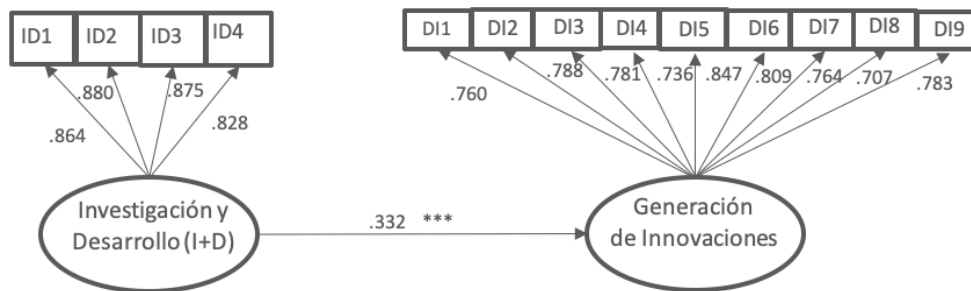 ID1 ID2 ID3 ID4
DI1 DI2 DI3 DI4 DI5 DI6 DI7 DI8 DI9
.864 .880 .875 .828
.760 .788 .781 .736 .847 .809 .764 .707 .783
Investigación y
Desarrollo (I+D)
.332 ***
Generación
de Innovaciones